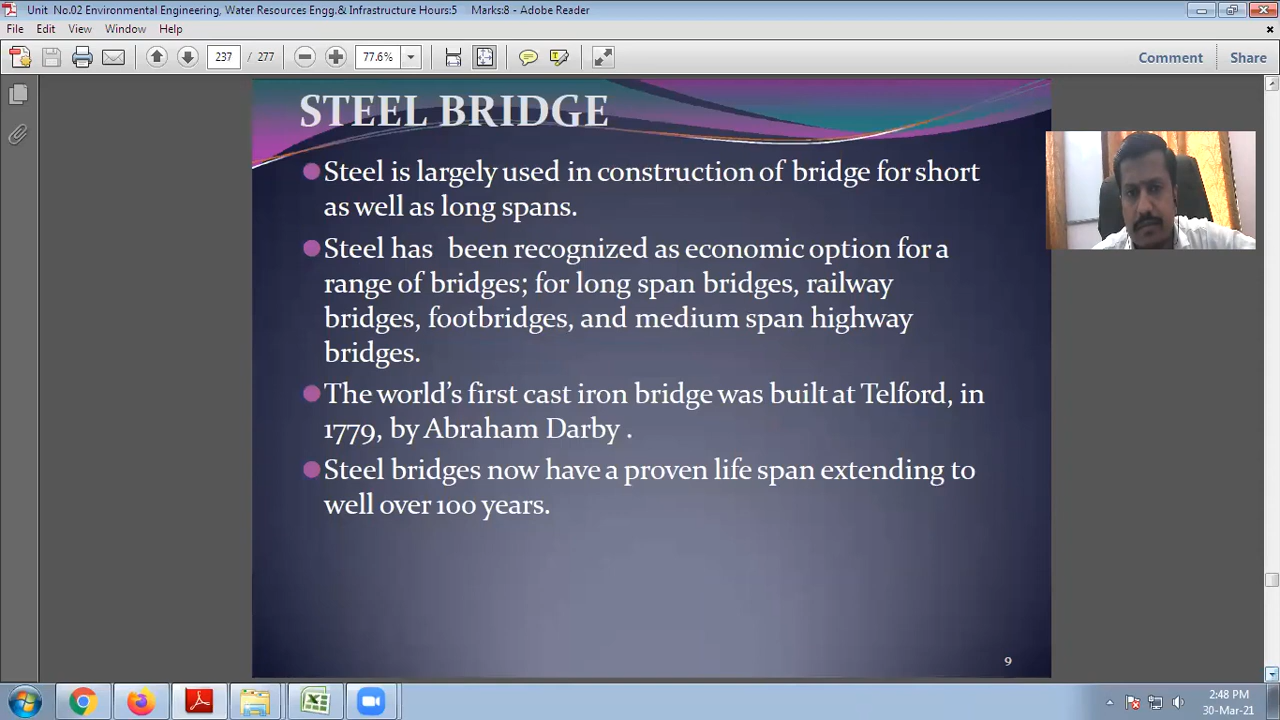 Unit No.02 Environmental Engineering, Water Resources Engg.& Infrastructure Hours:5 Marks:8 - Adobe Reader
File Edit View Window Help
237 / 277 77.6% Comment Share
STEEL BRIDGE
Steel is largely used in construction of bridge for short
as well as long spans.
Steel has been recognized as economic option for a
range of bridges; for long span bridges, railway
bridges, footbridges, and medium span highway
bridges.
The world's first cast iron bridge was built at Telford, in
1779, by Abraham Darby .
Steel bridges now have a proven life span extending to
well over 100 years.
9
2:48 PM
30-Mar-21